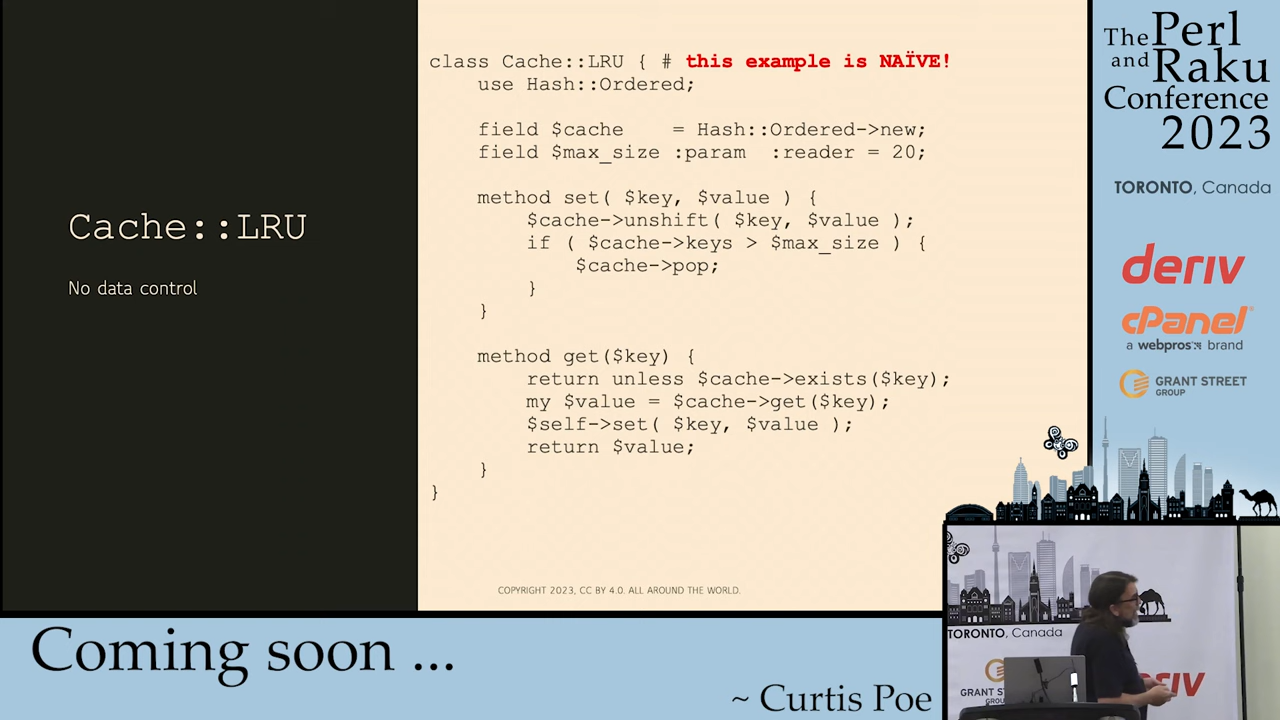 Cache::LRU
No data control
class Cache::LRU { # this example is NAÏVE!
    use Hash::Ordered;
    field $cache    = Hash::Ordered->new;
    field $max_size :param  :reader = 20;
    method set( $key, $value ) {
        $cache->unshift( $key, $value );
        if ( $cache->keys > $max_size ) {
            $cache->pop;
        }
    }
    method get($key) {
        return unless $cache->exists($key);
        my $value = $cache->get($key);
        $self->set( $key, $value );
        return $value;
    }
}
COPYRIGHT 2023, CC BY 4.0. ALL AROUND THE WORLD.
The Perl
and Raku
Conference
2023
TORONTO, Canada
deriv
cPanel®
a webpros brand
GRANT STREET
GROUP
TORONTO, Canada
GRANT
GROUP
RIV
Coming soon ...
~ Curtis Poe